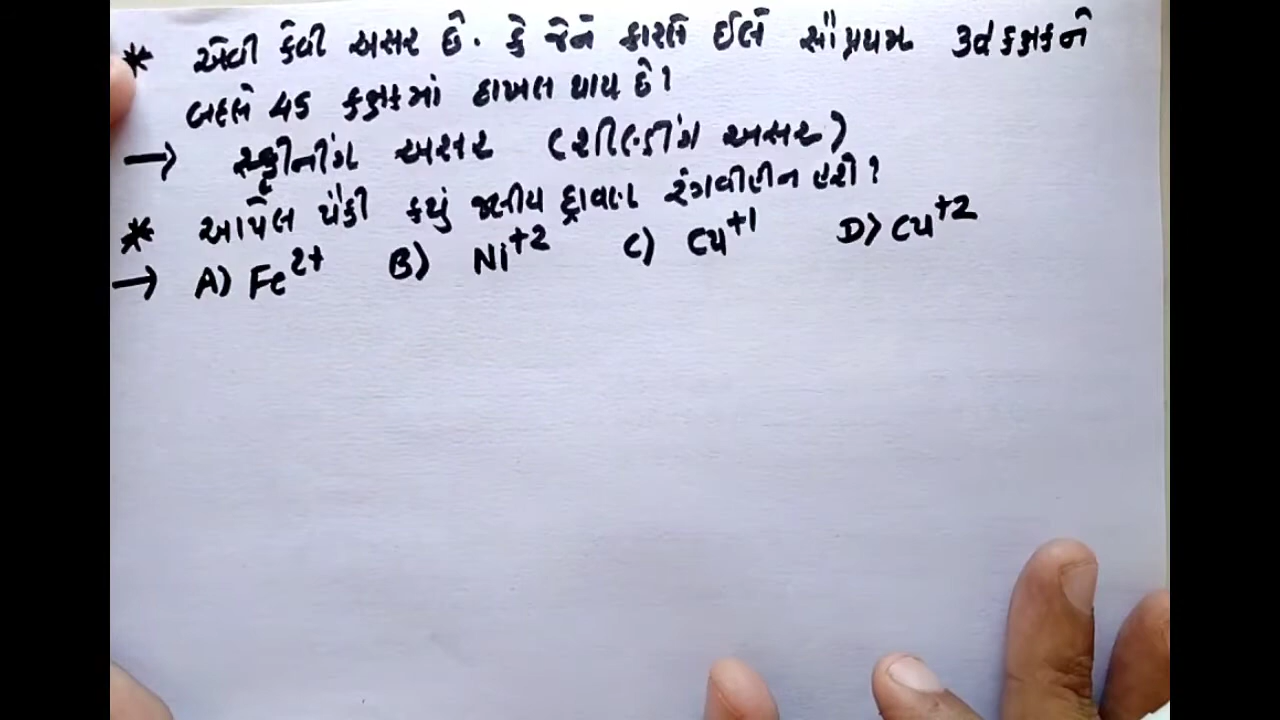 * એવી કેવી અસર છે. કે જેને કારણે ઈલે સૌપ્રથમ 3d કક્ષકને
બદલે 4s કક્ષકમાં દાખલ થાય છે?
→ સ્ક્રીનીંગ અસર (શીલ્ડીંગ અસર)
* આપેલ પૈકી કયું જલીય દ્રાવણ રંગવીહીન હશે?
→ A) Fe2+ B) Ni+2 C) Cu+1 D) Cu+2